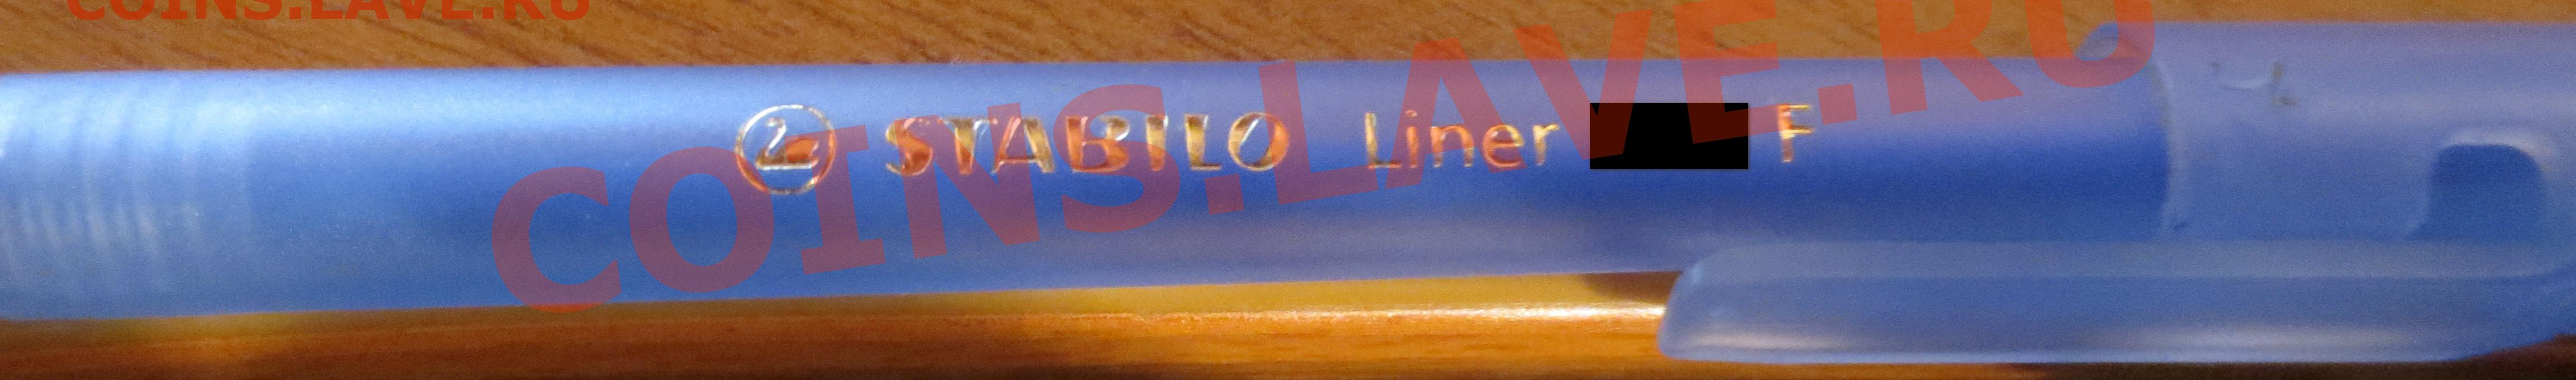 COINS.LAVE.RU
STABILO Liner F
COINS.LAVE.RU